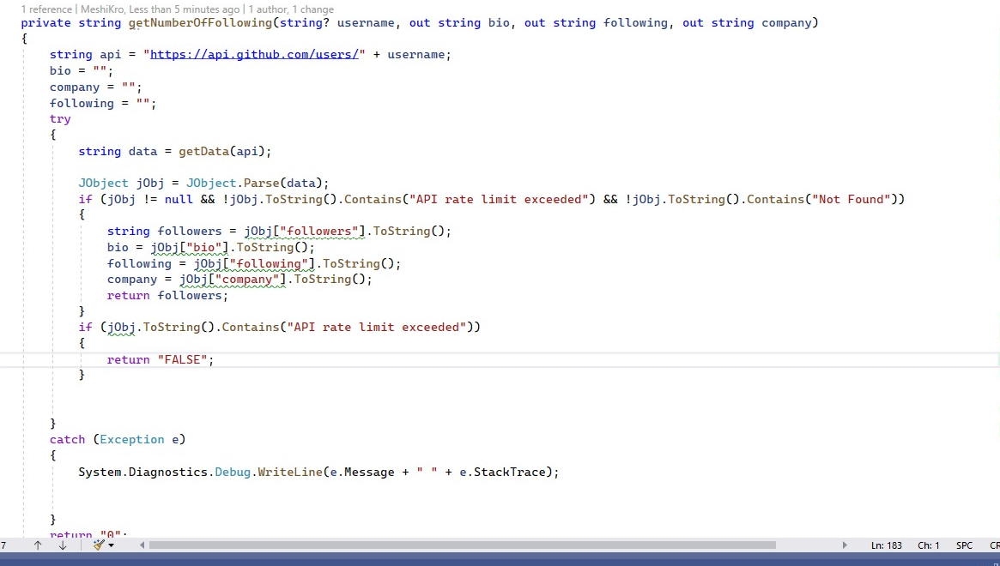 1 reference | MeshiKro, Less than 5 minutes ago | 1 author, 1 change
private string getNumberOfFollowing(string? username, out string bio, out string following, out string company)
{
string api = "https://api.github.com/users/" + username;
bio = "";
company = "";
following = "";
try
{
string data = getData(api);
JObject jObj = JObject.Parse(data);
if (jObj != null && !jObj.ToString().Contains("API rate limit exceeded") && !jObj.ToString().Contains("Not Found"))
{
string followers = jObj["followers"].ToString();
bio = jObj["bio"].ToString();
following = jObj["following"].ToString();
company = jObj["company"].ToString();
return followers;
}
if (jObj.ToString().Contains("API rate limit exceeded"))
{
return "FALSE";
}
}
catch (Exception e)
{
System.Diagnostics.Debug.WriteLine(e.Message + " " + e.StackTrace);
}
return "0";
7 Ln: 183 Ch: 1 SPC CR